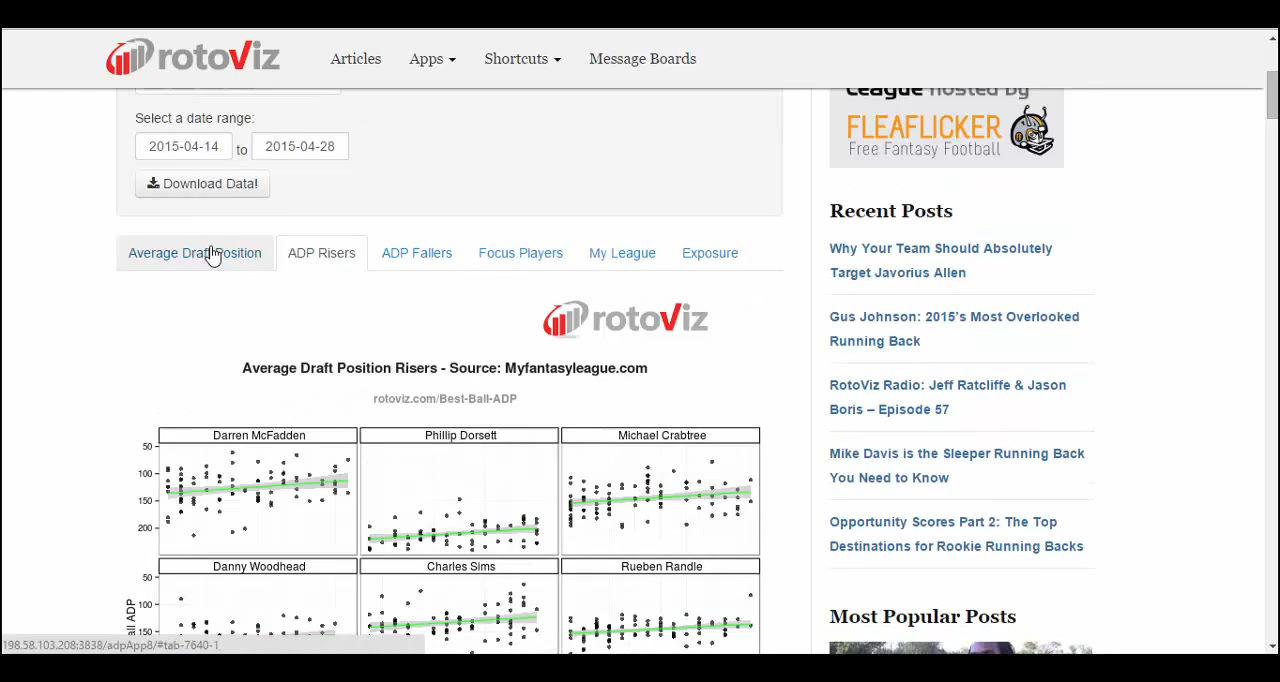 rotoviz
Articles Apps Shortcuts Message Boards
Select a date range:
2015-04-14 to 2015-04-28
Download Data!
Average Draft Position ADP Risers ADP Fallers Focus Players My League Exposure
rotoviz
Average Draft Position Risers - Source: Myfantasyleague.com
rotoviz.com/Best-Ball-ADP
Darren McFadden Phillip Dorsett Michael Crabtree
50
100
150
200
Danny Woodhead Charles Sims Rueben Randle
50
100
150
all ADP
198.58.103.208:3838/adpApp8/#tab-7640-1
League hosted by
FLEAFLICKER
Free Fantasy Football
Recent Posts
Why Your Team Should Absolutely
Target Javorius Allen
Gus Johnson: 2015's Most Overlooked
Running Back
RotoViz Radio: Jeff Ratcliffe & Jason
Boris – Episode 57
Mike Davis is the Sleeper Running Back
You Need to Know
Opportunity Scores Part 2: The Top
Destinations for Rookie Running Backs
Most Popular Posts